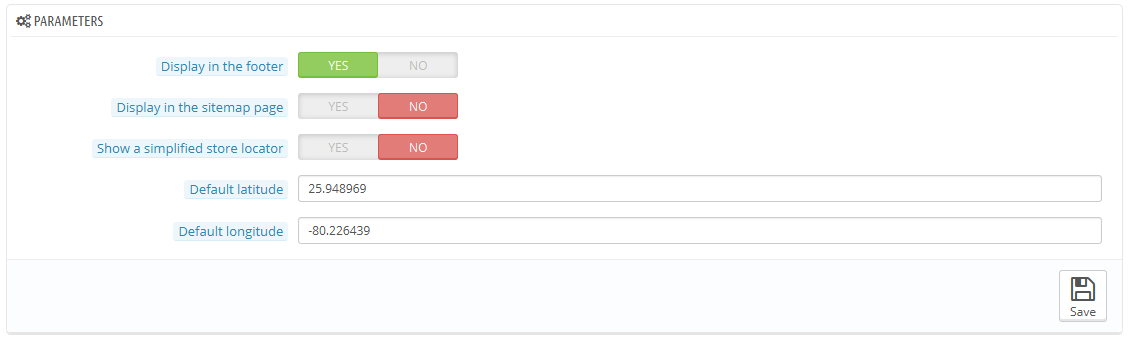 PARAMETERS
Display in the footer YES NO
Display in the sitemap page YES NO
Show a simplified store locator YES NO
Default latitude 25.948969
Default longitude -80.226439
Save